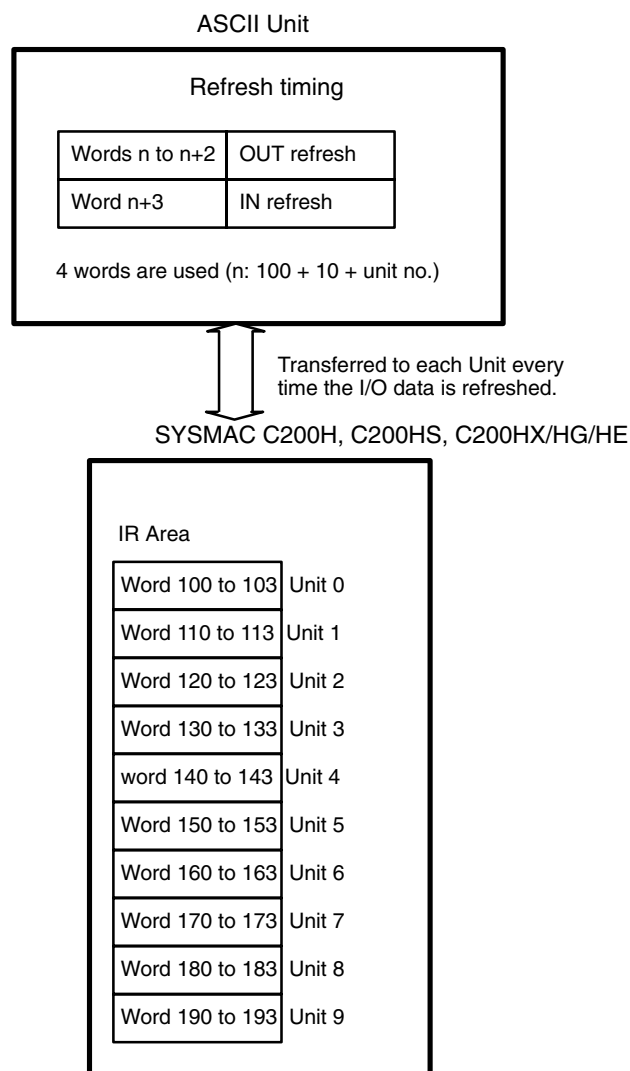 ASCII Unit
Refresh timing
Words n to n+2 OUT refresh
Word n+3 IN refresh
4 words are used (n: 100 + 10 + unit no.)
Transferred to each Unit every
time the I/O data is refreshed.
SYSMAC C200H, C200HS, C200HX/HG/HE
IR Area
Word 100 to 103 Unit 0
Word 110 to 113 Unit 1
Word 120 to 123 Unit 2
Word 130 to 133 Unit 3
word 140 to 143 Unit 4
Word 150 to 153 Unit 5
Word 160 to 163 Unit 6
Word 170 to 173 Unit 7
Word 180 to 183 Unit 8
Word 190 to 193 Unit 9